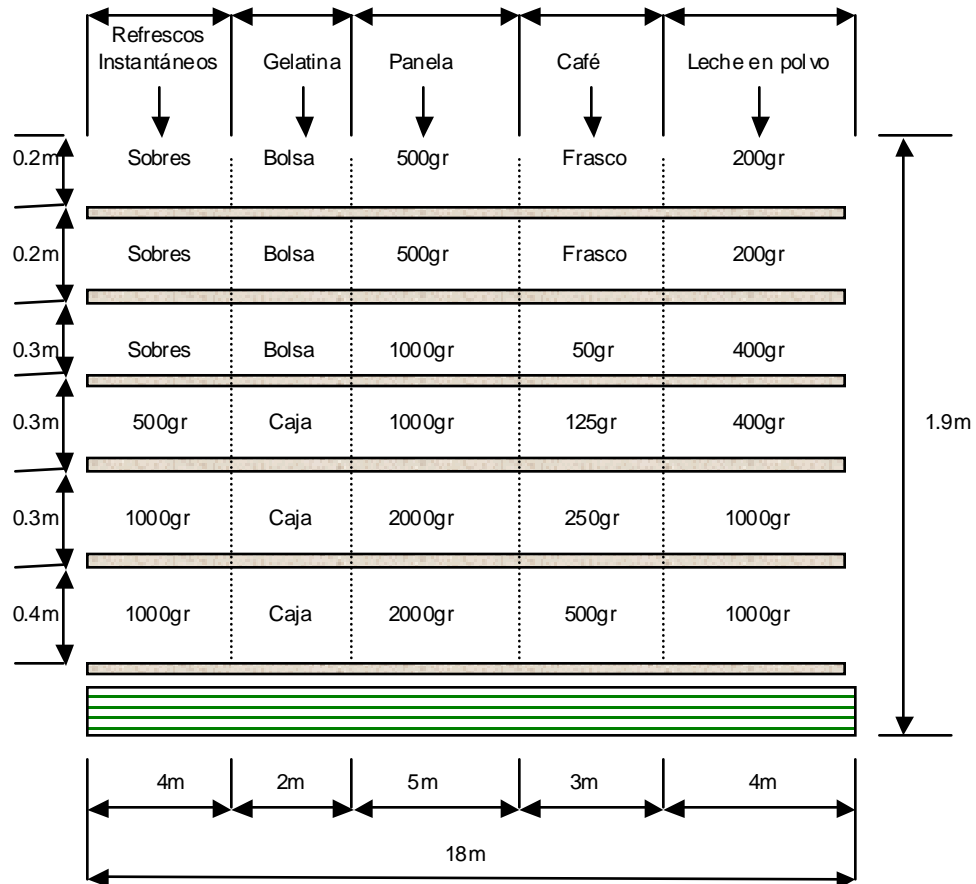 Refrescos
Instantáneos Gelatina Panela Café Leche en polvo
0.2m Sobres Bolsa 500gr Frasco 200gr
0.2m Sobres Bolsa 500gr Frasco 200gr
0.3m Sobres Bolsa 1000gr 50gr 400gr
0.3m 500gr Caja 1000gr 125gr 400gr 1.9m
0.3m 1000gr Caja 2000gr 250gr 1000gr
0.4m 1000gr Caja 2000gr 500gr 1000gr
4m 2m 5m 3m 4m
18m